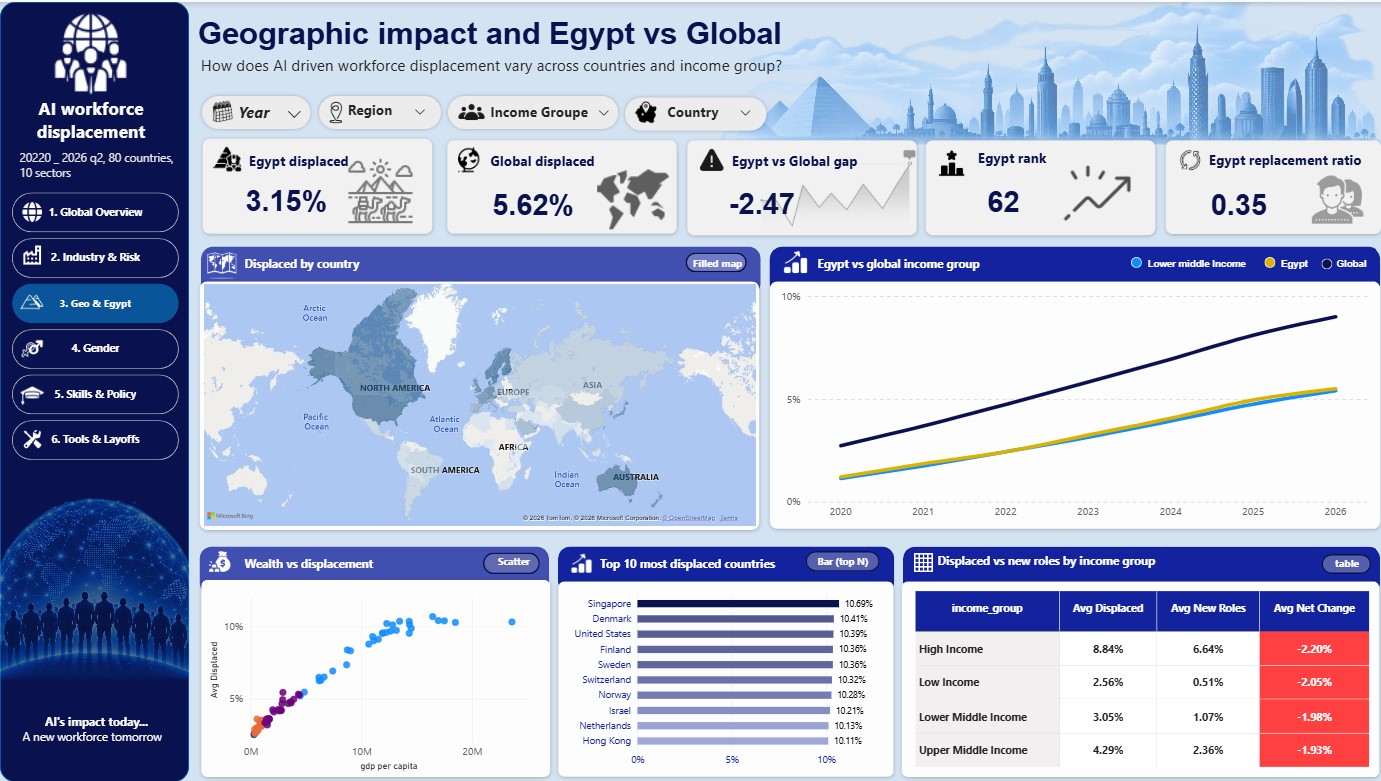 AI workforce
displacement
20220 _ 2026 q2, 80 countries,
10 sectors
1. Global Overview
2. Industry & Risk
3. Geo & Egypt
4. Gender
5. Skills & Policy
6. Tools & Layoffs
AI's impact today...
A new workforce tomorrow
Geographic impact and Egypt vs Global
How does AI driven workforce displacement vary across countries and income group?
Year
Region
Income Groupe
Country
Egypt displaced
3.15%
Global displaced
5.62%
Egypt vs Global gap
-2.47
Egypt rank
62
Egypt replacement ratio
0.35
Displaced by country
Filled map
Arctic
Ocean
NORTH AMERICA
EUROPE
ASIA
Pacific
Ocean
Atlantic
Ocean
AFRICA
SOUTH AMERICA
Indian
Ocean
AUSTRALIA
Microsoft Bing
© 2026 TomTom, © 2026 Microsoft Corporation, © OpenStreetMap Terms
Egypt vs global income group
Lower middle Income Egypt Global
10%
5%
0%
2020 2021 2022 2023 2024 2025 2026
Wealth vs displacement
Scatter
Avg Displaced
10%
5%
0M 10M 20M
gdp per capita
Top 10 most displaced countries
Bar (top N)
Singapore 10.69%
Denmark 10.41%
United States 10.39%
Finland 10.36%
Sweden 10.36%
Switzerland 10.32%
Norway 10.28%
Israel 10.21%
Netherlands 10.13%
Hong Kong 10.11%
0% 5% 10%
Displaced vs new roles by income group
table
income_group Avg Displaced Avg New Roles Avg Net Change
High Income 8.84% 6.64% -2.20%
Low Income 2.56% 0.51% -2.05%
Lower Middle Income 3.05% 1.07% -1.98%
Upper Middle Income 4.29% 2.36% -1.93%